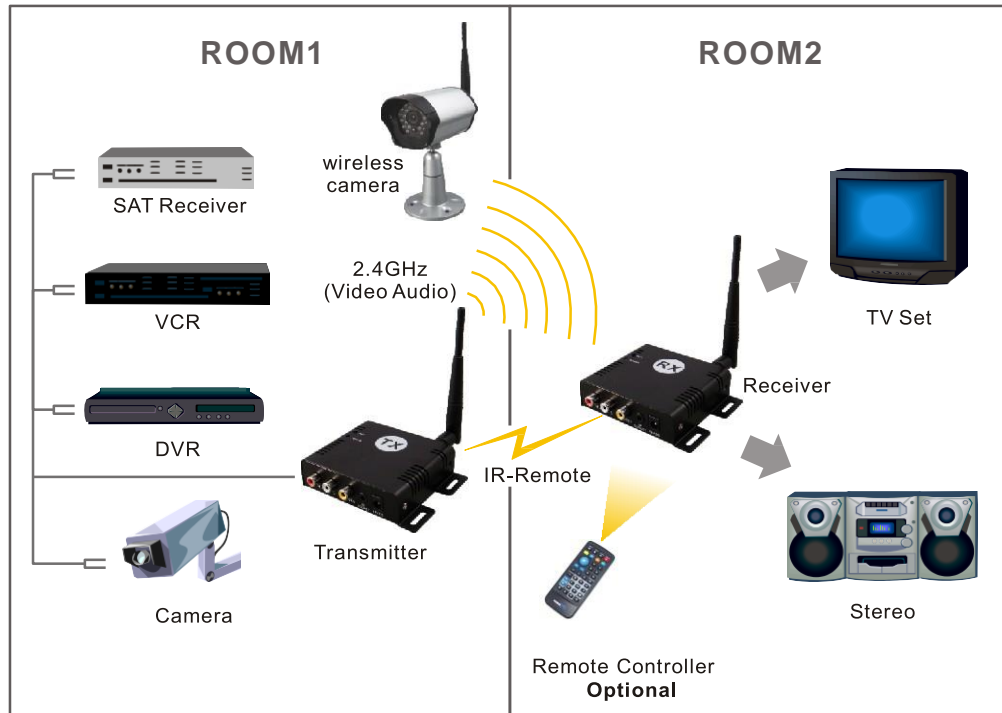 ROOM1
ROOM2
wireless
camera
SAT Receiver
2.4GHz
(Video Audio)
VCR
TV Set
RX
Receiver
DVR
TX
IR-Remote
Transmitter
Camera
Stereo
Remote Controller
Optional